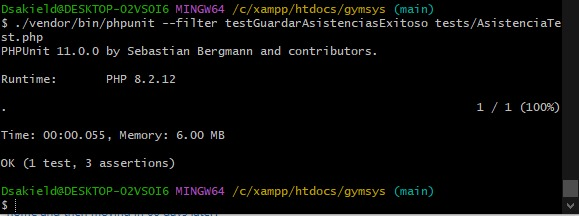 Dsakield@DESKTOP-02VSOI6 MINGW64 /c/xampp/htdocs/gymsys (main)
$ ./vendor/bin/phpunit --filter testGuardarAsistenciasExitoso tests/AsistenciaTe
st.php
PHPUnit 11.0.0 by Sebastian Bergmann and contributors.
Runtime:       PHP 8.2.12
.                                                                   1 / 1 (100%)
Time: 00:00.055, Memory: 6.00 MB
OK (1 test, 3 assertions)
Dsakield@DESKTOP-02VSOI6 MINGW64 /c/xampp/htdocs/gymsys (main)
$